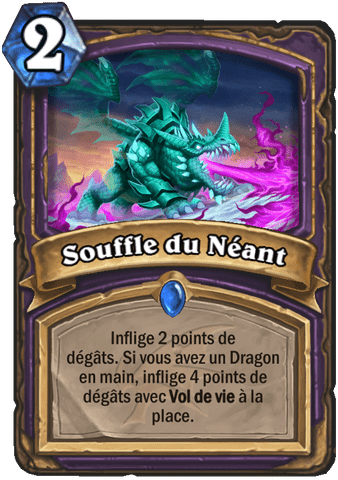 2
Souffle du Néant
Inflige 2 points de
dégâts. Si vous avez un Dragon
en main, inflige 4 points de
dégâts avec Vol de vie à la
place.